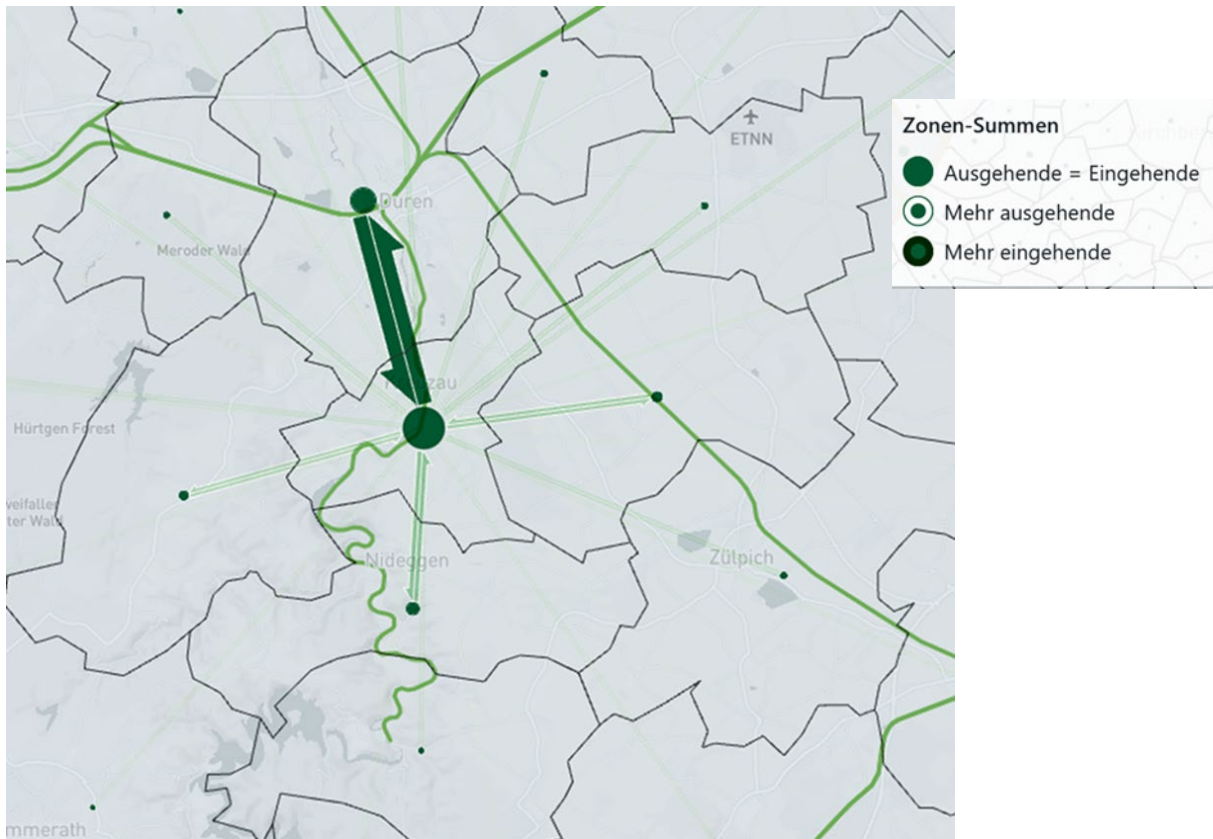 ETNN
Zonen-Summen
Ausgehende = Eingehende
Mehr ausgehende
Mehr eingehende
Düren
Meroder Wald
Hürtgen Forest
Nideggen
Zülpich